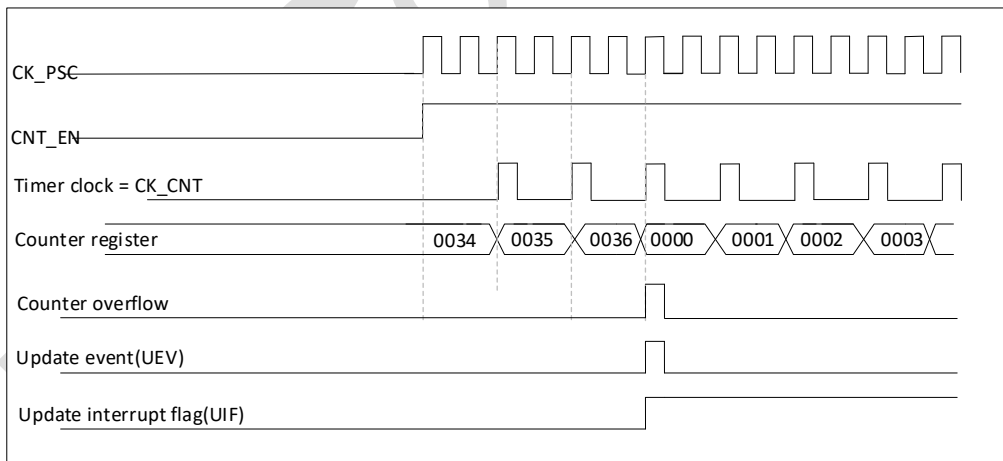 CK_PSC
CNT_EN
Timer clock = CK_CNT
Counter register 0034 0035 0036 0000 0001 0002 0003
Counter overflow
Update event(UEV)
Update interrupt flag(UIF)